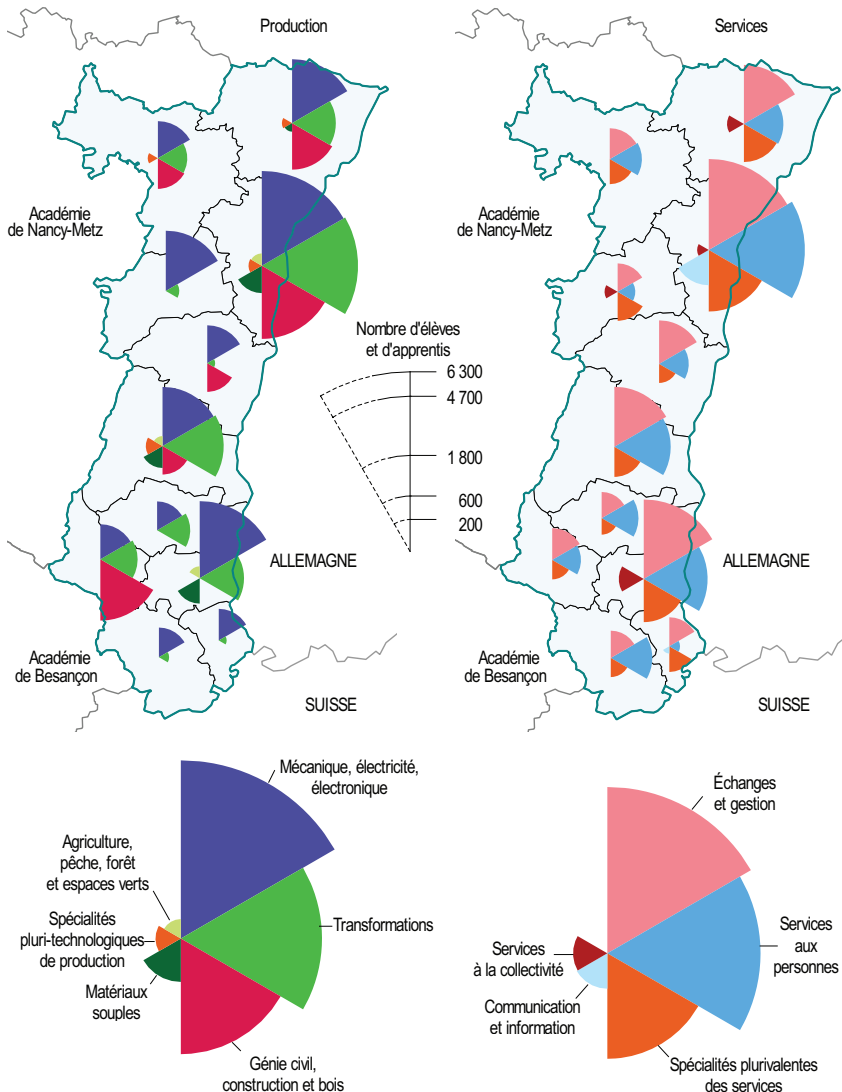 Production
Services
Académie
de Nancy-Metz
Académie
de Nancy-Metz
Nombre d'élèves
et d'apprentis
6 300
4 700
1 800
600
200
ALLEMAGNE
ALLEMAGNE
Académie
de Besançon
Académie
de Besançon
SUISSE
SUISSE
Mécanique, électricité,
électronique
Agriculture,
pêche, forêt
et espaces verts
Spécialités
pluri-technologiques
de production
Transformations
Matériaux
souples
Génie civil,
construction et bois
Échanges
et gestion
Services
aux
personnes
Services
à la collectivité
Communication
et information
Spécialités plurivalentes
des services